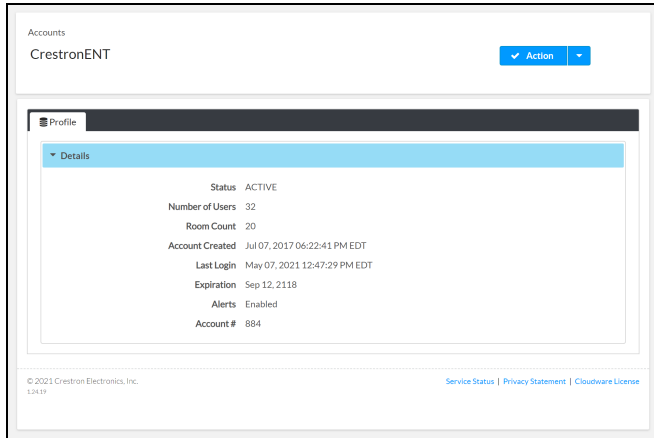 Accounts
CrestronENT
Action
Profile
Details
Status ACTIVE
Number of Users 32
Room Count 20
Account Created Jul 07, 2017 06:22:41 PM EDT
Last Login May 07, 2021 12:47:29 PM EDT
Expiration Sep 12, 2118
Alerts Enabled
Account # 884
© 2021 Crestron Electronics, Inc. Service Status | Privacy Statement | Cloudware License
1.24.19